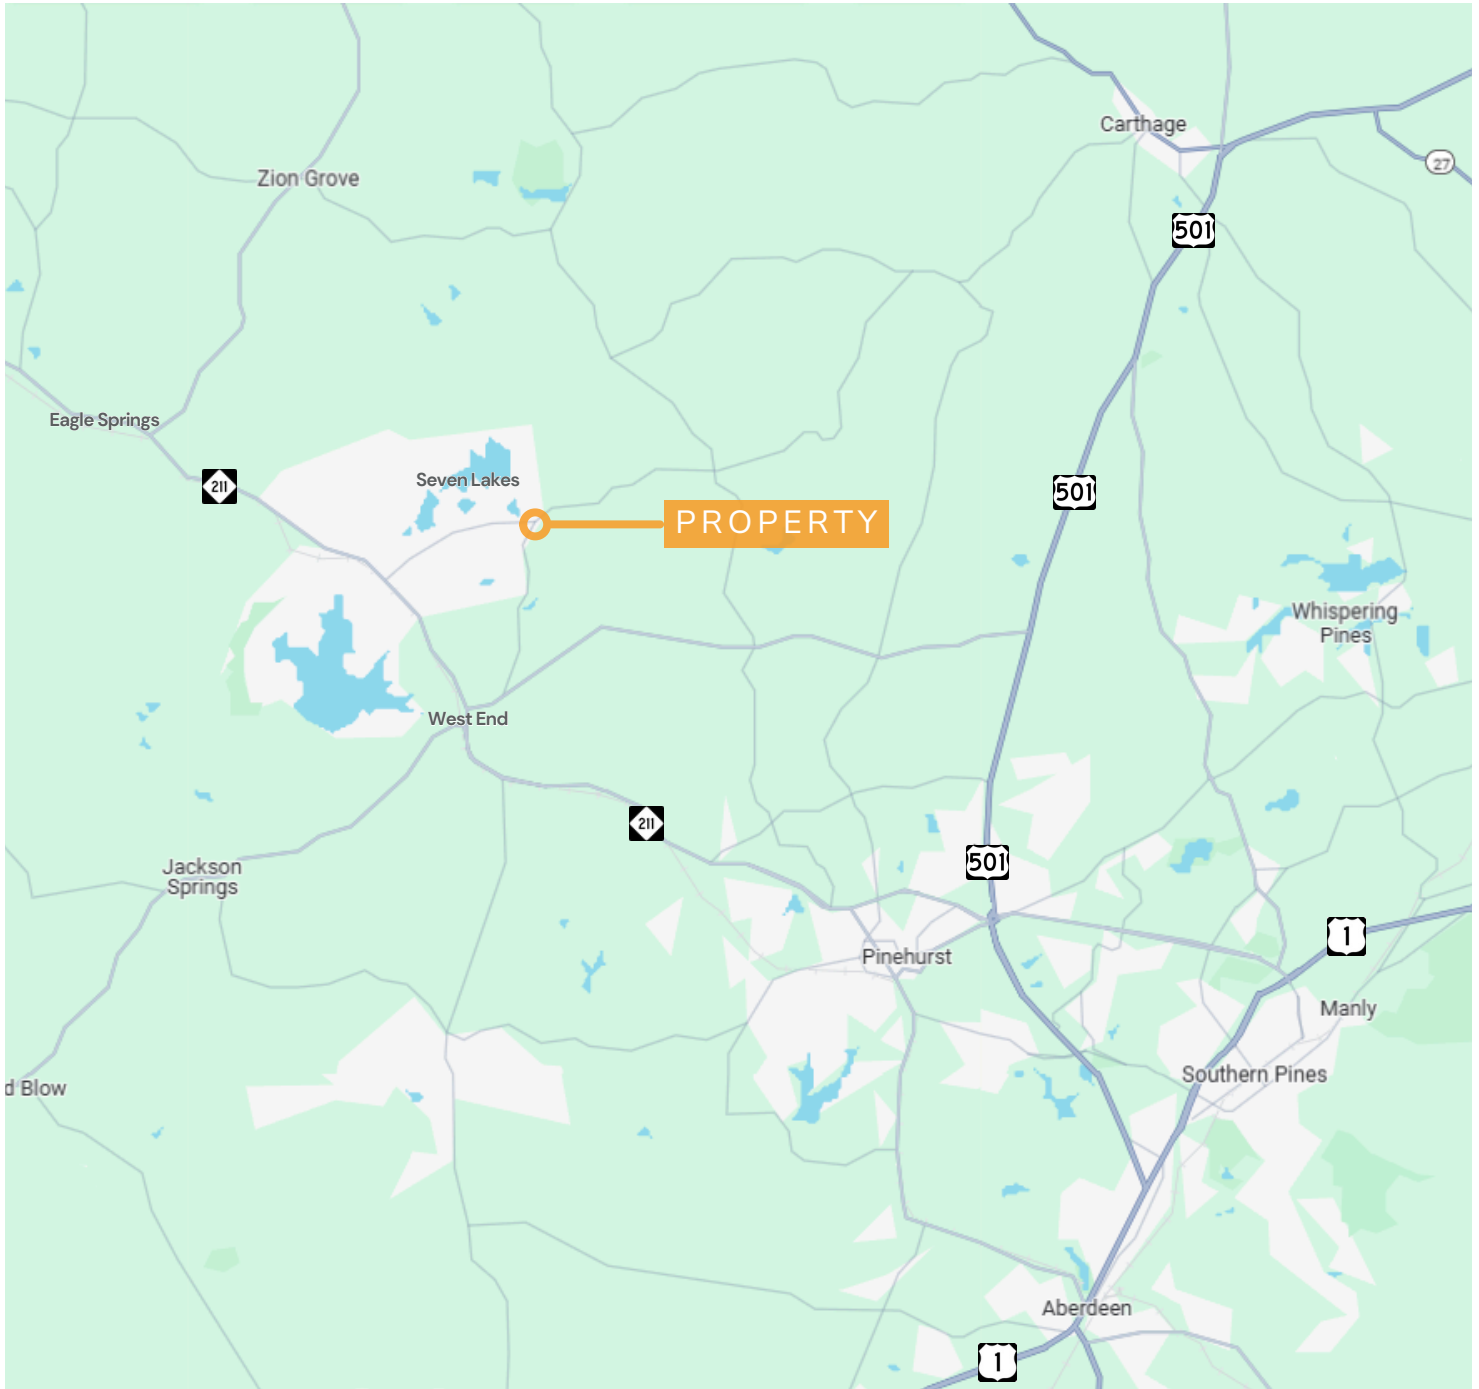 Carthage
27
Zion Grove
501
Eagle Springs
Seven Lakes
211
501
PROPERTY
Whispering
Pines
West End
211
501
Jackson
Springs
1
Pinehurst
Manly
Southern Pines
d Blow
Aberdeen
1